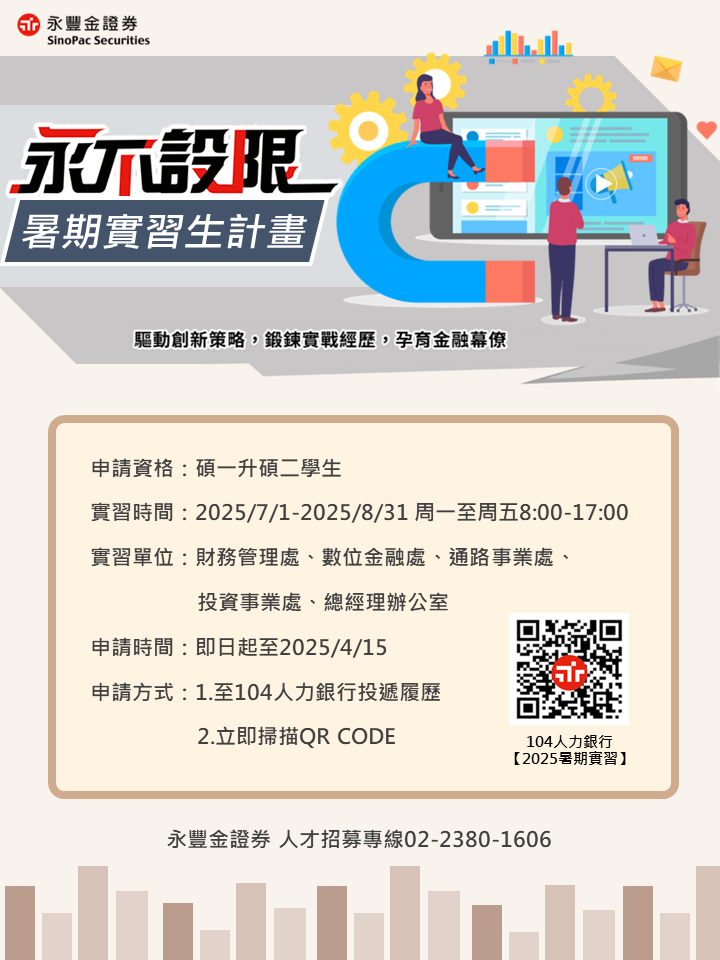 永豐金證券
SinoPac Securities
永不設限
暑期實習生計畫
驅動創新策略，鍛鍊實戰經歷，孕育金融幕僚
申請資格：碩一升碩二學生
實習時間：2025/7/1-2025/8/31 周一至周五8:00-17:00
實習單位：財務管理處、數位金融處、通路事業處、
投資事業處、總經理辦公室
申請時間：即日起至2025/4/15
申請方式：1.至104人力銀行投遞履歷
2.立即掃描QR CODE
104人力銀行
【2025暑期實習】
永豐金證券 人才招募專線02-2380-1606